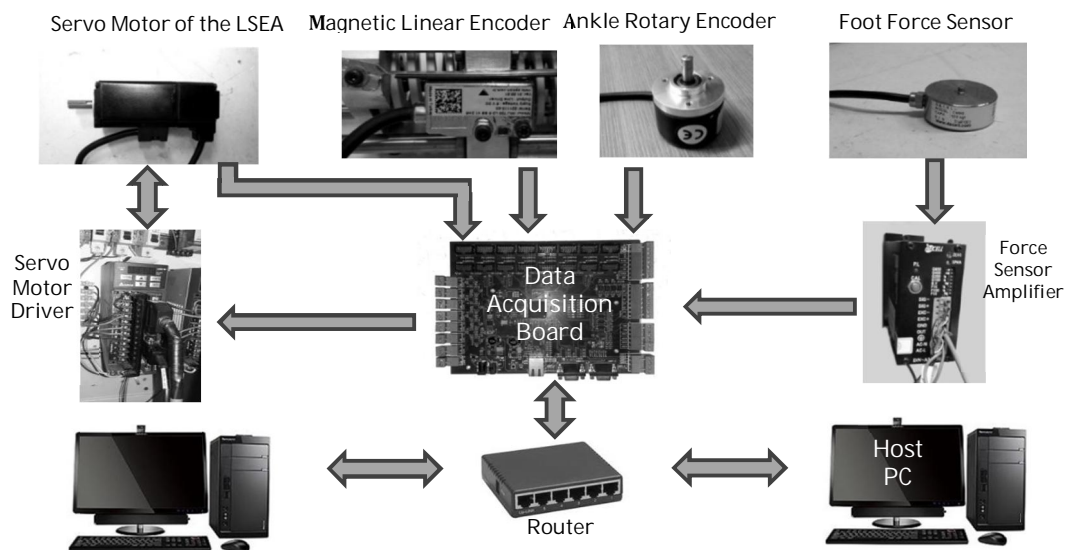 Servo Motor of the LSEA
Magnetic Linear Encoder
Ankle Rotary Encoder
Foot Force Sensor
CE
Servo
Motor
Driver
Data
Acquisition
Board
Force
Sensor
Amplifier
Host
PC
Router